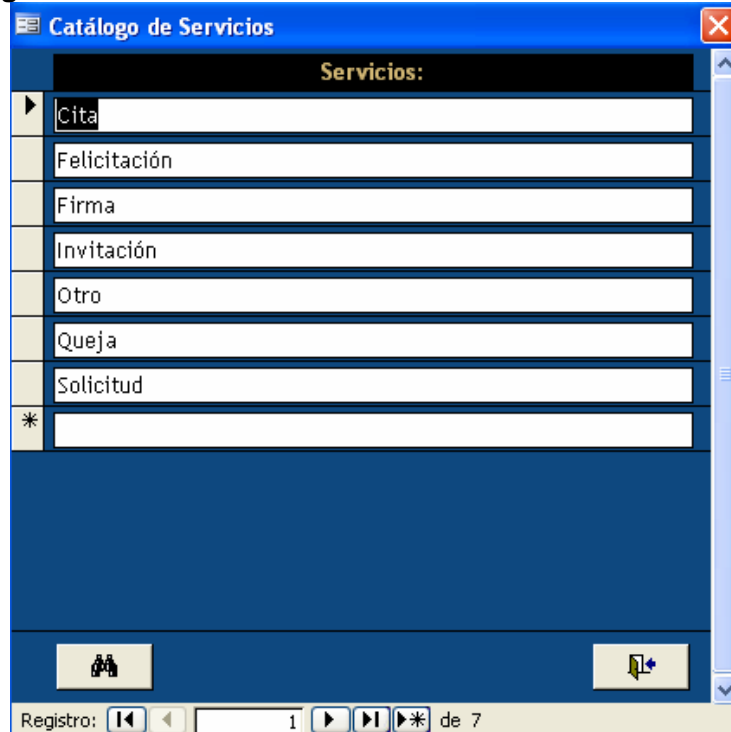 Catálogo de Servicios
Servicios:
Cita
Felicitación
Firma
Invitación
Otro
Queja
Solicitud
*
Registro: 1 de 7